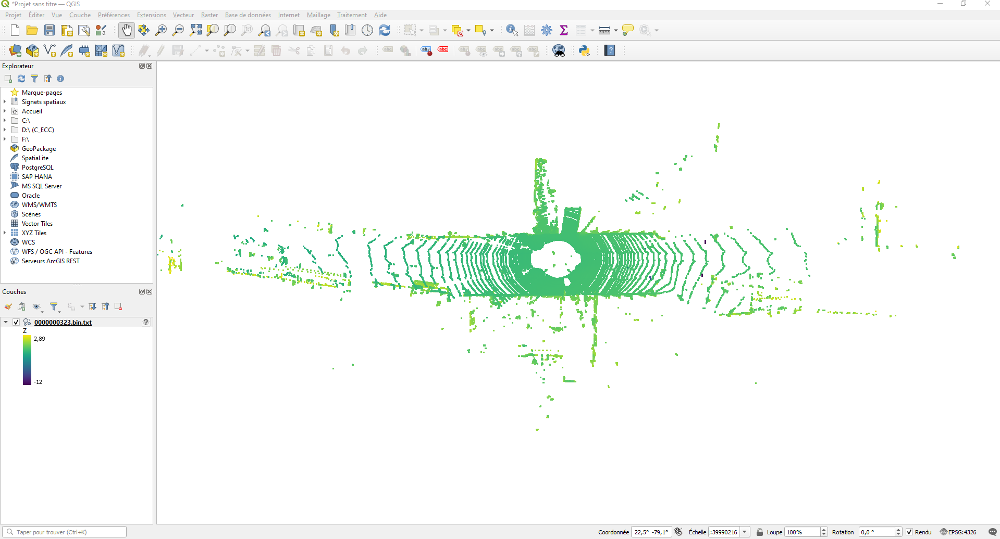 *Projet sans titre — QGIS
Projet Éditer Vue Couche Préférences Extensions Vecteur Raster Base de données Internet Maillage Traitement Aide
Explorateur
Marque-pages
Signets spatiaux
Accueil
C:\
D:\ (C_ECC)
F:\
GeoPackage
SpatiaLite
PostgreSQL
SAP HANA
MS SQL Server
Oracle
WMS/WMTS
Scènes
Vector Tiles
XYZ Tiles
WCS
WFS / OGC API - Features
Serveurs ArcGIS REST
Couches
0000000323.bin.txt
Z
2,89
-12
Taper pour trouver (Ctrl+K)
Coordonnée 22,5° -79,1° Échelle .:39990216 Loupe 100% Rotation 0,0 ° Rendu EPSG:4326